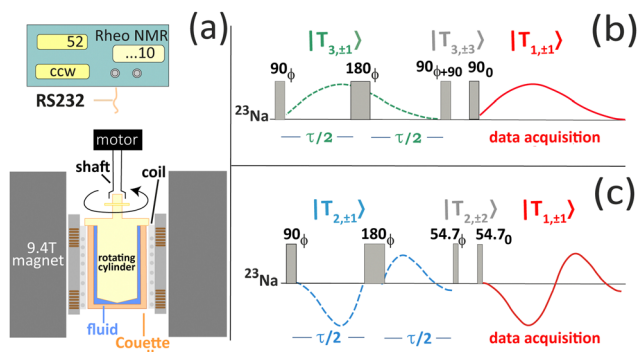 (a)
Rheo NMR
52
...10
ccw
RS232
motor
shaft
coil
9.4T
magnet
rotating
cylinder
fluid
Couette
(b)
|T3,±1⟩
|T3,±3⟩
|T1,±1⟩
90ϕ
180ϕ
90ϕ+90
90₀
²³Na
τ/2
τ/2
data acquisition
(c)
|T2,±1⟩
|T2,±2⟩
|T1,±1⟩
90ϕ
180ϕ
54.7ϕ
54.7₀
²³Na
τ/2
τ/2
data acquisition